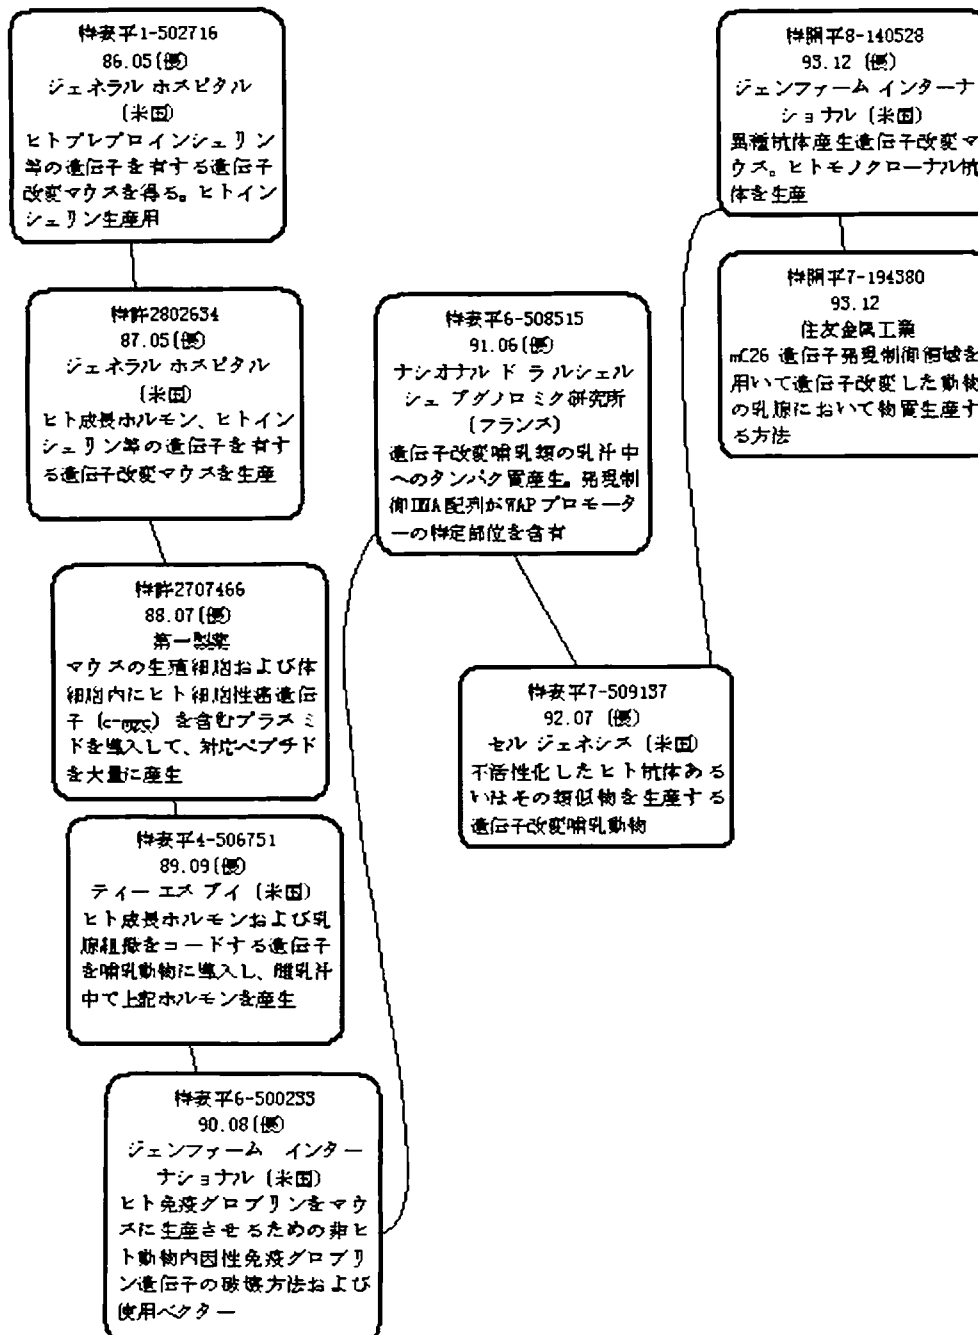 特表平1-502716
86.05(優)
ジェネラル ホスピタル
(米国)
ヒトプレプロインシュリン
等の遺伝子を有する遺伝子
改変マウスを得る。ヒトイン
シュリン生産用
特許2802634
87.05(優)
ジェネラル ホスピタル
(米国)
ヒト成長ホルモン、ヒトイン
シュリン等の遺伝子を有す
る遺伝子改変マウスを生産
特許2707466
88.07(優)
第一製薬
マウスの生殖細胞および体
細胞内にヒト細胞性癌遺伝
子 (c-myc) を含むプラスミ
ドを導入して、対応ペプチド
を大量に産生
特表平4-506751
89.09(優)
ティー エス ブイ (米国)
ヒト成長ホルモンおよび乳
腺組織をコードする遺伝子
を哺乳動物に導入し、雌乳汁
中で上記ホルモンを産生
特表平6-500233
90.08(優)
ジェンファーム インター
ナショナル (米国)
ヒト免疫グロブリンをマウ
スに生産させるための非ヒ
ト動物内因性免疫グロブリ
ン遺伝子の破壊方法および
使用ベクター
特表平6-508515
91.06(優)
ナシオナル ド ラ ルシェル
シェ アグノロミク研究所
(フランス)
遺伝子改変哺乳類の乳汁中
へのタンパク質産生。発現制
御DNA配列がWAPプロモータ
ーの特定部位を含有
特表平7-509137
92.07 (優)
セル ジェネシス (米国)
不活性化したヒト抗体ある
いはその類似物を生産する
遺伝子改変哺乳動物
特開平8-140528
93.12 (優)
ジェンファーム インターナ
ショナル (米国)
異種抗体産生遺伝子改変マ
ウス。ヒトモノクローナル抗
体を生産
特開平7-194380
93.12
住友金属工業
mC26 遺伝子発現制御領域を
用いて遺伝子改変した動物
の乳腺において物質生産す
る方法